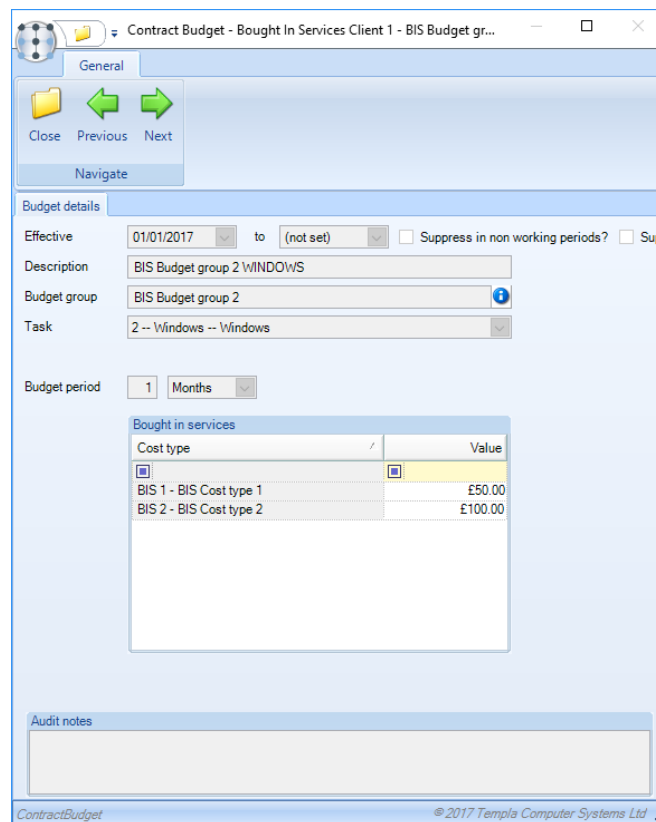 Contract Budget - Bought In Services Client 1 - BIS Budget gr...
General
Close Previous Next
Navigate
Budget details
Effective 01/01/2017 to (not set) Suppress in non working periods? Su
Description BIS Budget group 2 WINDOWS
Budget group BIS Budget group 2
Task 2 -- Windows -- Windows
Budget period 1 Months
Bought in services
Cost type Value
BIS 1 - BIS Cost type 1 £50.00
BIS 2 - BIS Cost type 2 £100.00
Audit notes
ContractBudget © 2017 Templa Computer Systems Ltd